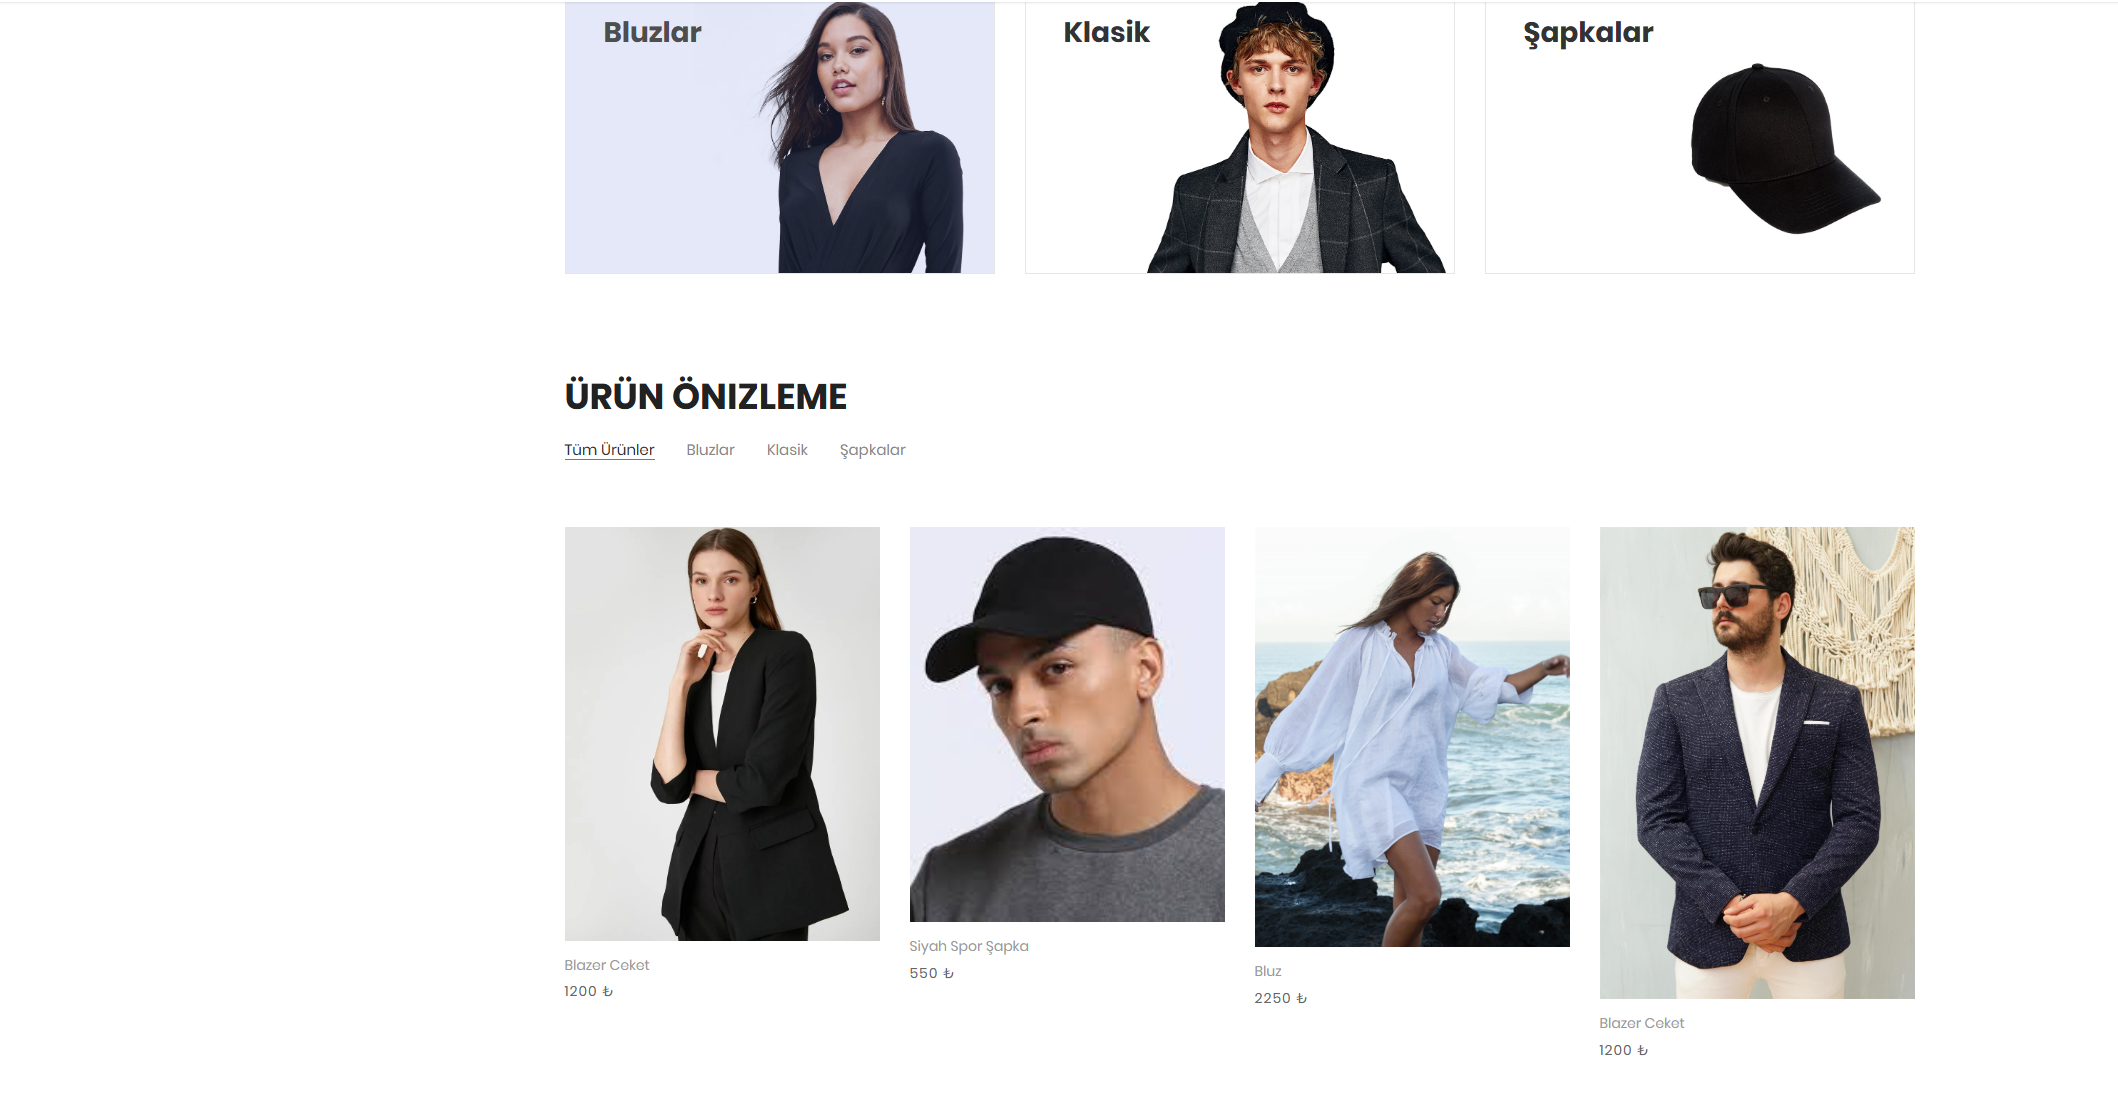 Bluzlar
Klasik
Şapkalar
ÜRÜN ÖNIZLEME
Tüm Ürünler Bluzlar Klasik Şapkalar
Blazer Ceket
1200 ₺
Siyah Spor Şapka
550 ₺
Bluz
2250 ₺
Blazer Ceket
1200 ₺